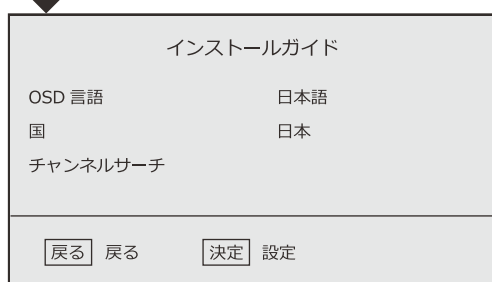 インストールガイド
OSD 言語 日本語
国 日本
チャンネルサーチ
戻る 戻る 決定 設定